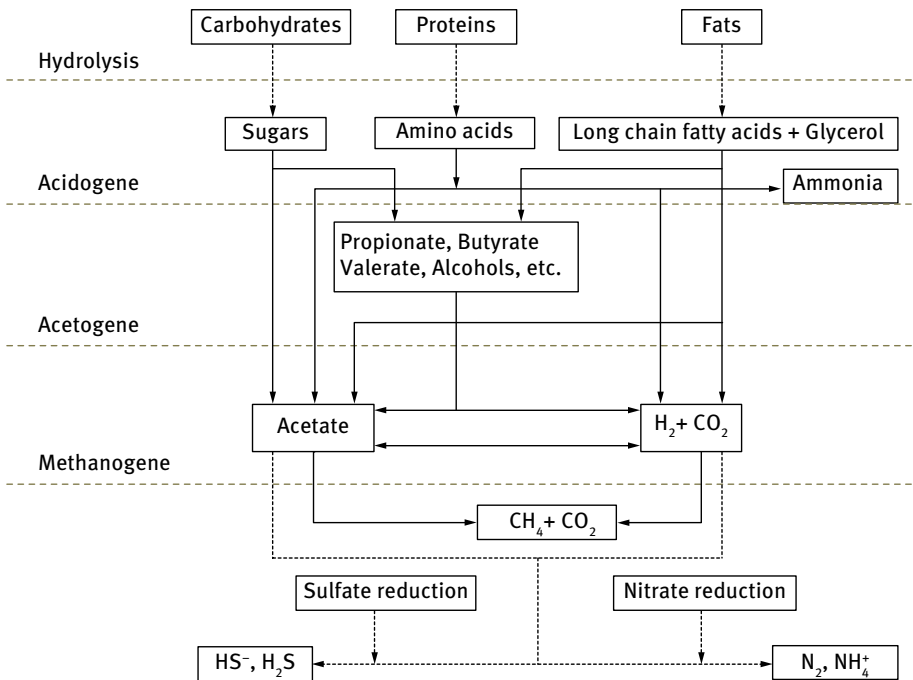 Carbohydrates
Proteins
Fats
Hydrolysis
Sugars
Amino acids
Long chain fatty acids + Glycerol
Acidogene
Ammonia
Propionate, Butyrate
Valerate, Alcohols, etc.
Acetogene
Acetate
H₂+ CO₂
Methanogene
CH₄+ CO₂
Sulfate reduction
Nitrate reduction
HS⁻, H₂S
N₂, NH₄⁺